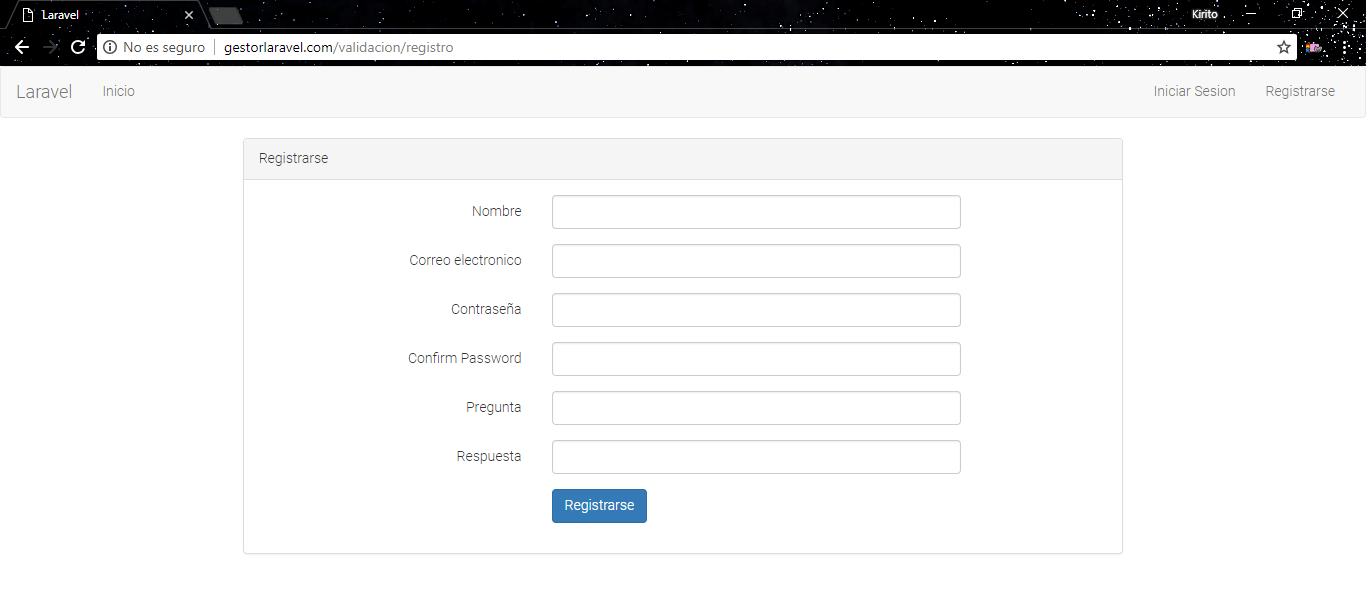 Laravel
Kirito
No es seguro gestorlaravel.com/validacion/registro
Laravel Inicio Iniciar Sesion Registrarse
Registrarse
Nombre
Correo electronico
Contraseña
Confirm Password
Pregunta
Respuesta
Registrarse